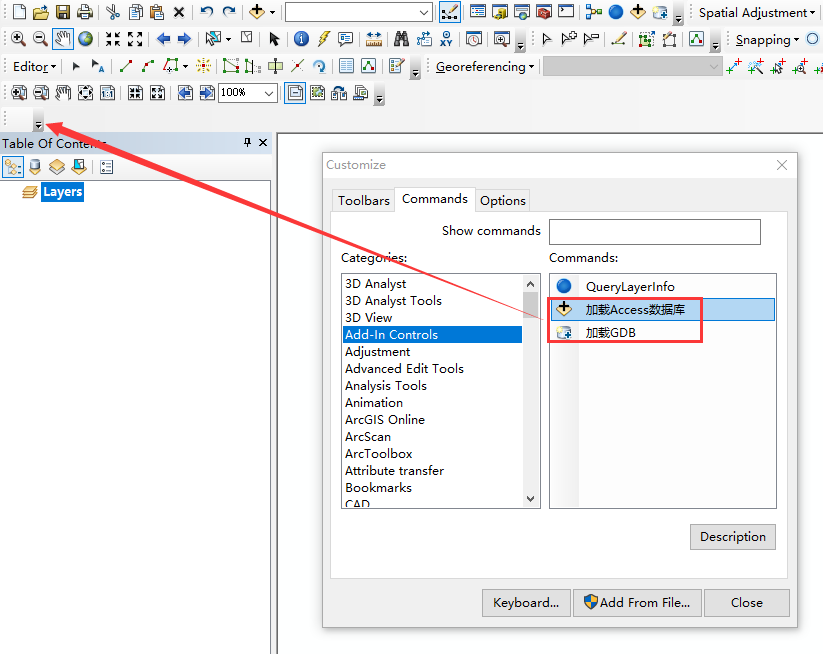 Spatial Adjustment
Snapping
Editor
Georeferencing
100%
Table Of Contents
Layers
Customize
Toolbars
Commands
Options
Show commands
Categories:
Commands:
3D Analyst
3D Analyst Tools
3D View
Add-In Controls
Adjustment
Advanced Edit Tools
Analysis Tools
Animation
ArcGIS Online
ArcScan
ArcToolbox
Attribute transfer
Bookmarks
CAD
QueryLayerInfo
加载Access数据库
加载GDB
Description
Keyboard...
Add From File...
Close